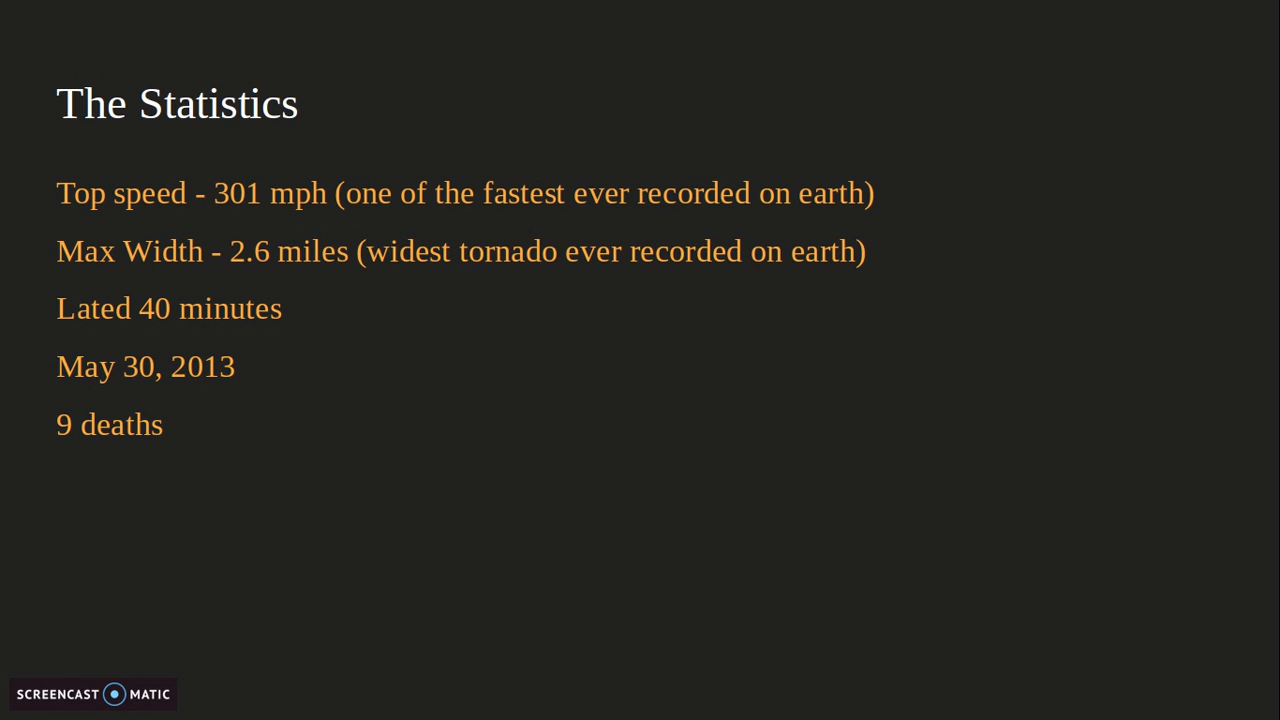 The Statistics
Top speed - 301 mph (one of the fastest ever recorded on earth)
Max Width - 2.6 miles (widest tornado ever recorded on earth)
Lated 40 minutes
May 30, 2013
9 deaths
SCREENCAST MATIC